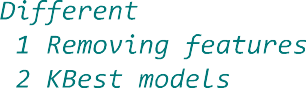 Different
1 Removing features
2 KBest models